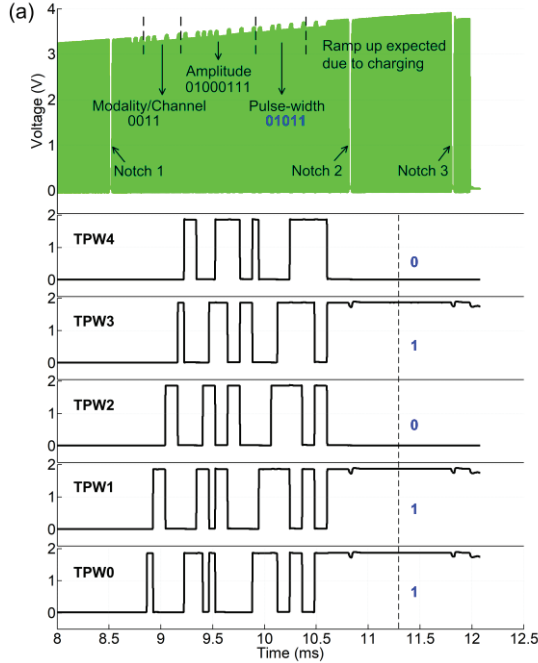 (a)
Voltage (V)
4
3
2
1
0
Ramp up expected
due to charging
Amplitude
01000111
Modality/Channel
0011
Pulse-width
01011
Notch 1
Notch 2
Notch 3
2
1
0
TPW4
0
2
1
0
TPW3
1
2
1
0
TPW2
0
2
1
0
TPW1
1
2
1
0
TPW0
1
8 8.5 9 9.5 10 10.5 11 11.5 12 12.5
Time (ms)